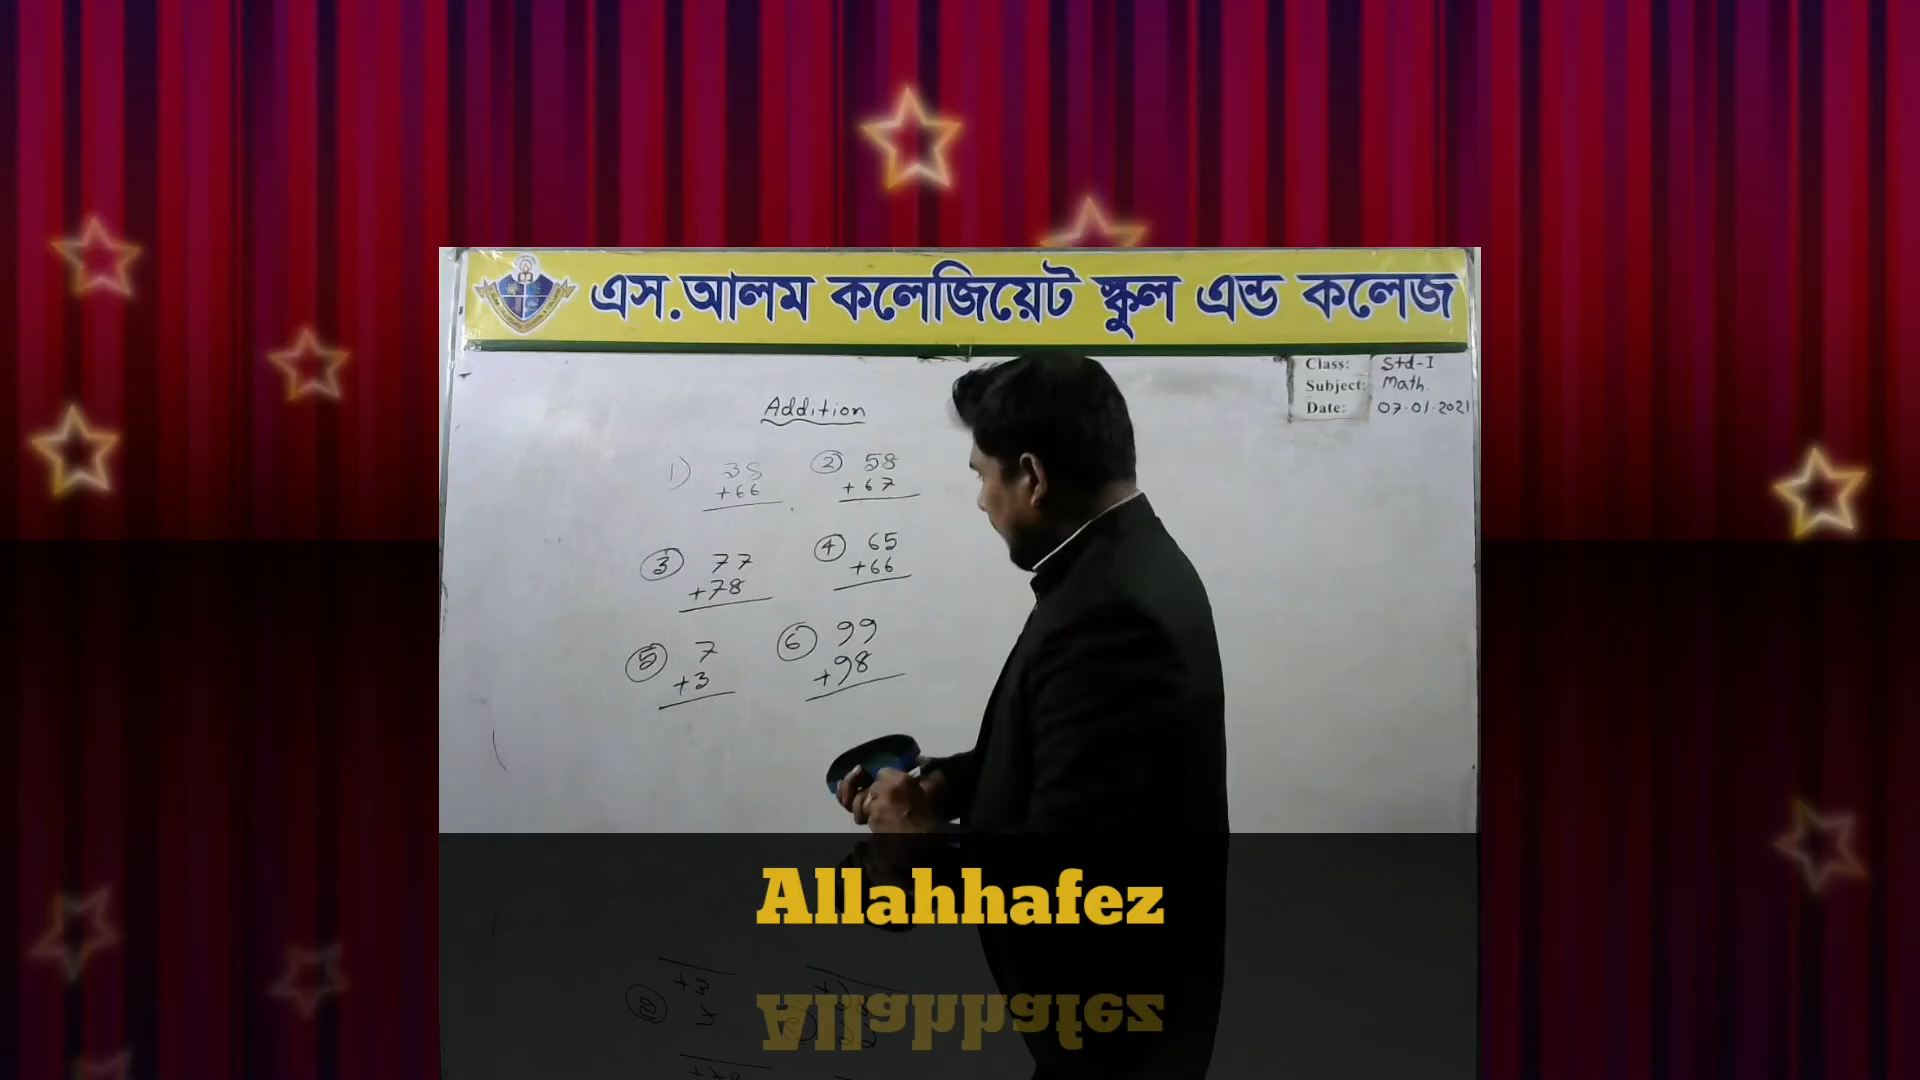 এস.আলম কলেজিয়েট স্কুল এন্ড কলেজ
Class: Std-I
Subject: Math
Date: 07.01.2021
Addition
1) 38
+66
② 58
+67
③ 77
+78
④ 65
+66
⑤ 7
+3
⑥ 99
+98
Allahhafez